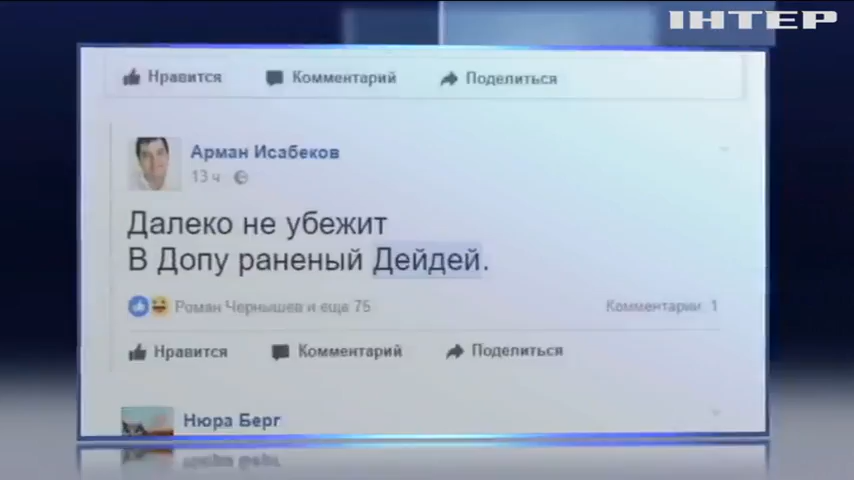 ІНТЕР
Нравится Комментарий Поделиться
Арман Исабеков
13 ч
Далеко не убежит
В Допу раненый Дейдей.
Роман Чернышев и еще 75 Комментарии: 1
Нравится Комментарий Поделиться
Нюра Берг